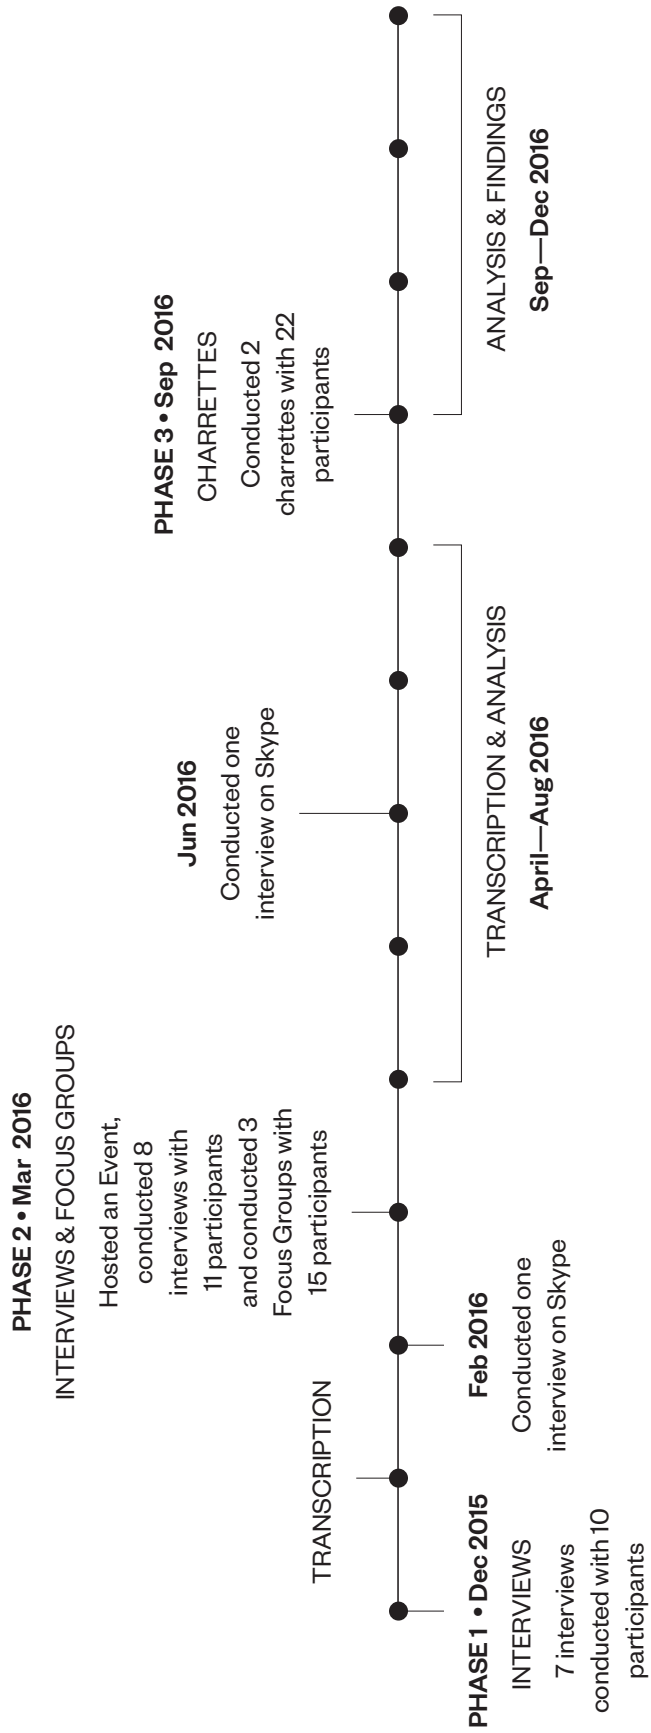 PHASE 1 • Dec 2015
INTERVIEWS
7 interviews
conducted with 10
participants
TRANSCRIPTION
Feb 2016
Conducted one
interview on Skype
PHASE 2 • Mar 2016
INTERVIEWS & FOCUS GROUPS
Hosted an Event,
conducted 8
interviews with
11 participants
and conducted 3
Focus Groups with
15 participants
TRANSCRIPTION & ANALYSIS
April—Aug 2016
Jun 2016
Conducted one
interview on Skype
PHASE 3 • Sep 2016
CHARRETTES
Conducted 2
charrettes with 22
participants
ANALYSIS & FINDINGS
Sep—Dec 2016